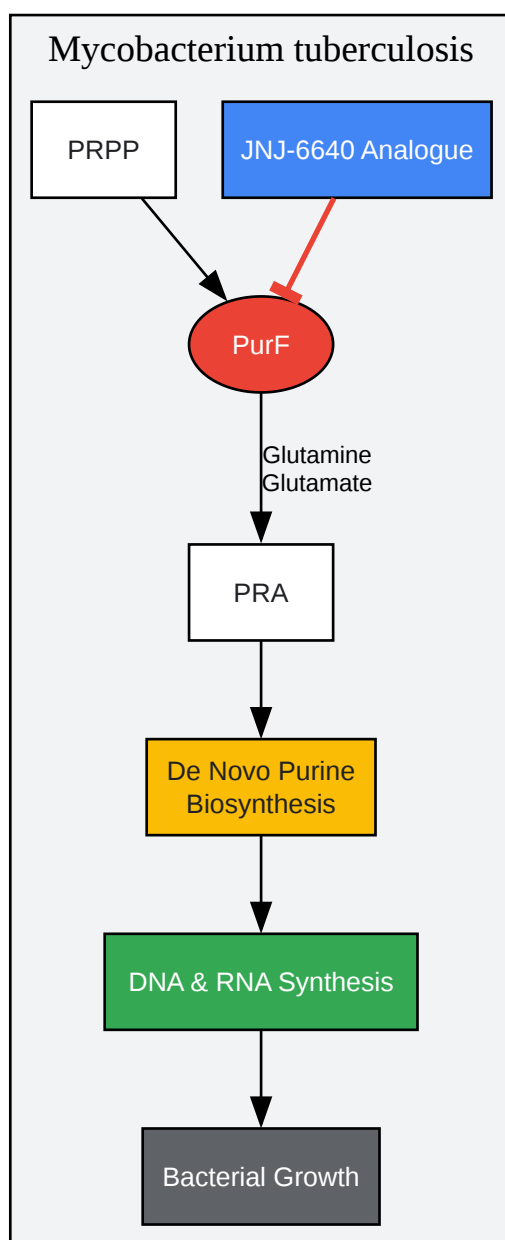 Mycobacterium tuberculosis
PRPP
JNJ-6640 Analogue
PurF
Glutamine
Glutamate
PRA
De Novo Purine
Biosynthesis
DNA & RNA Synthesis
Bacterial Growth